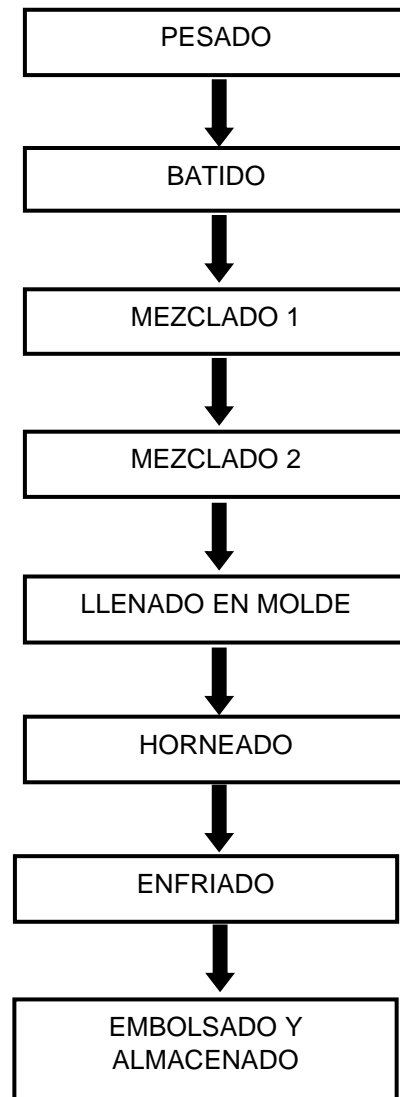 PESADO
BATIDO
MEZCLADO 1
MEZCLADO 2
LLENADO EN MOLDE
HORNEADO
ENFRIADO
EMBOLSADO Y
ALMACENADO